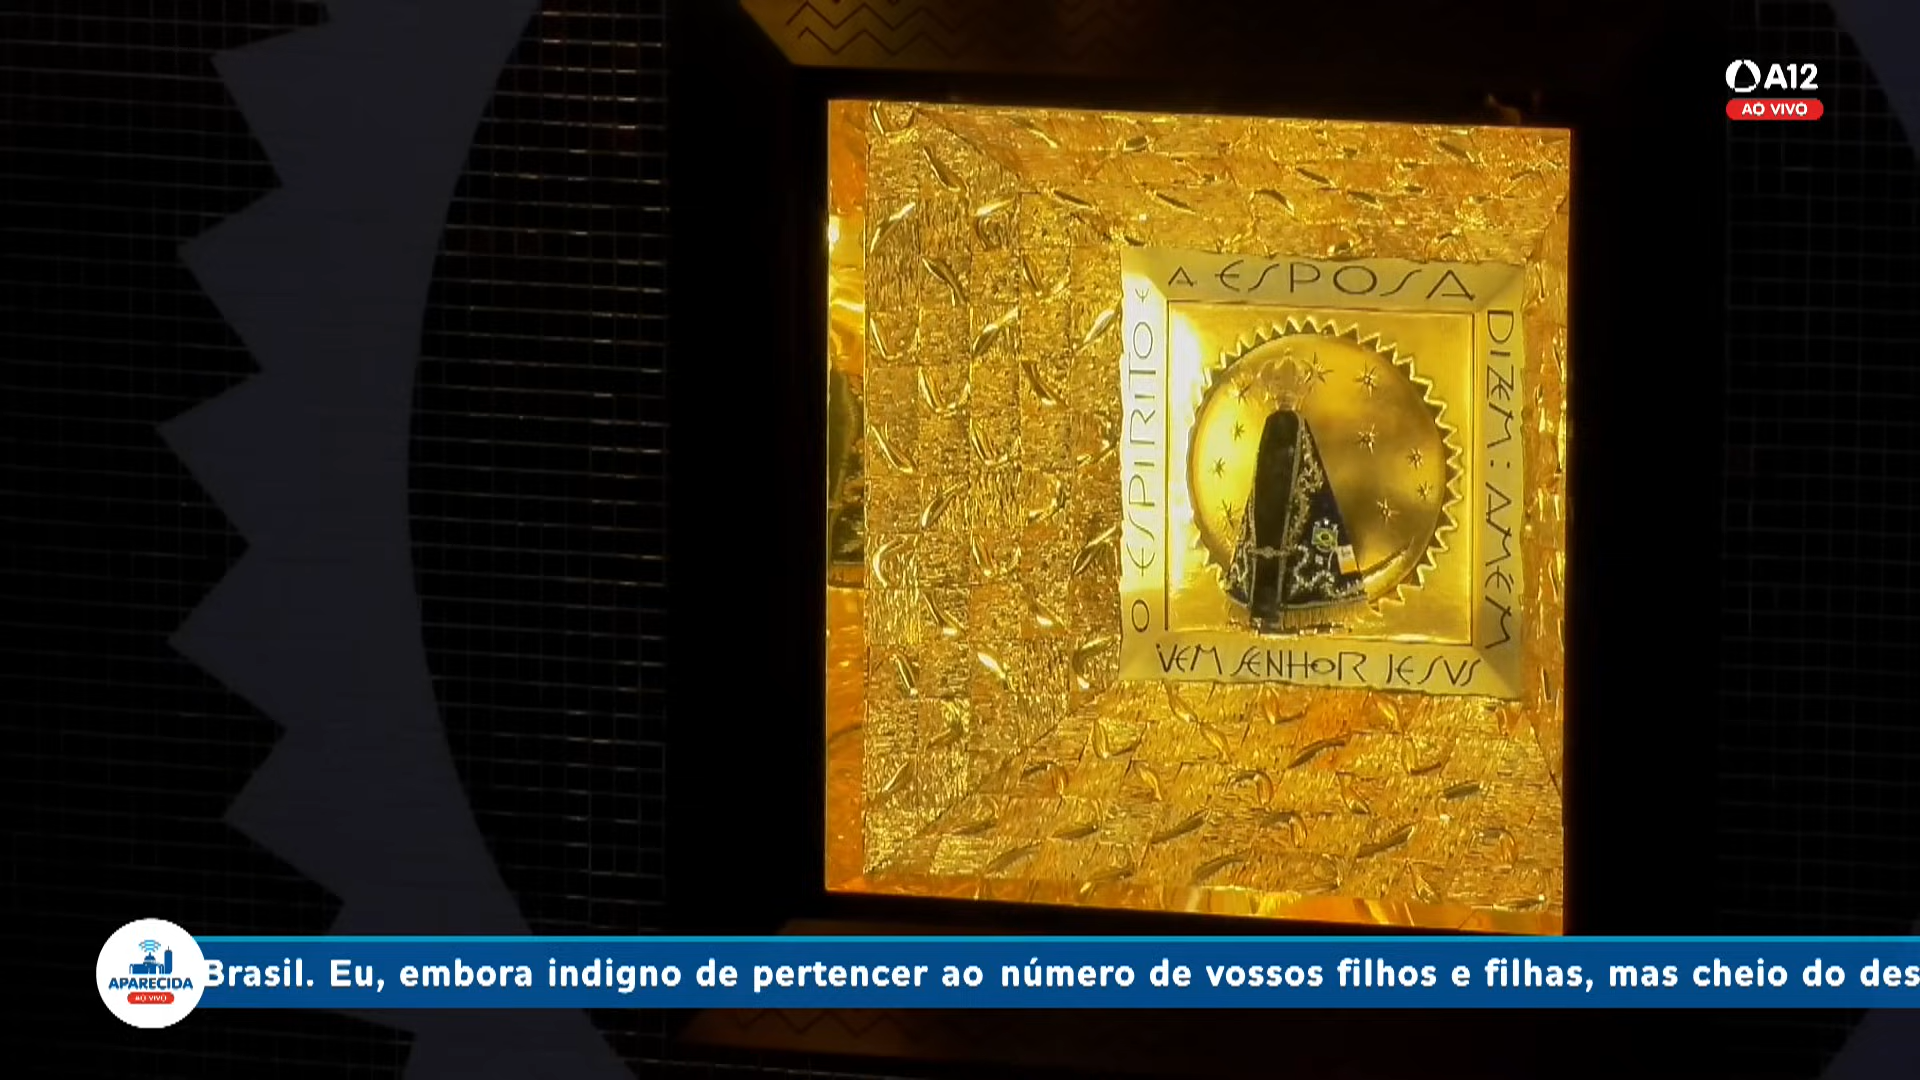 A12
AO VIVO
O ESPIRITO E
A ESPOSA
DIZEM: AMÉM
VEM SENHOR JESUS
APARECIDA
AO VIVO
Brasil. Eu, embora indigno de pertencer ao número de vossos filhos e filhas, mas cheio do des